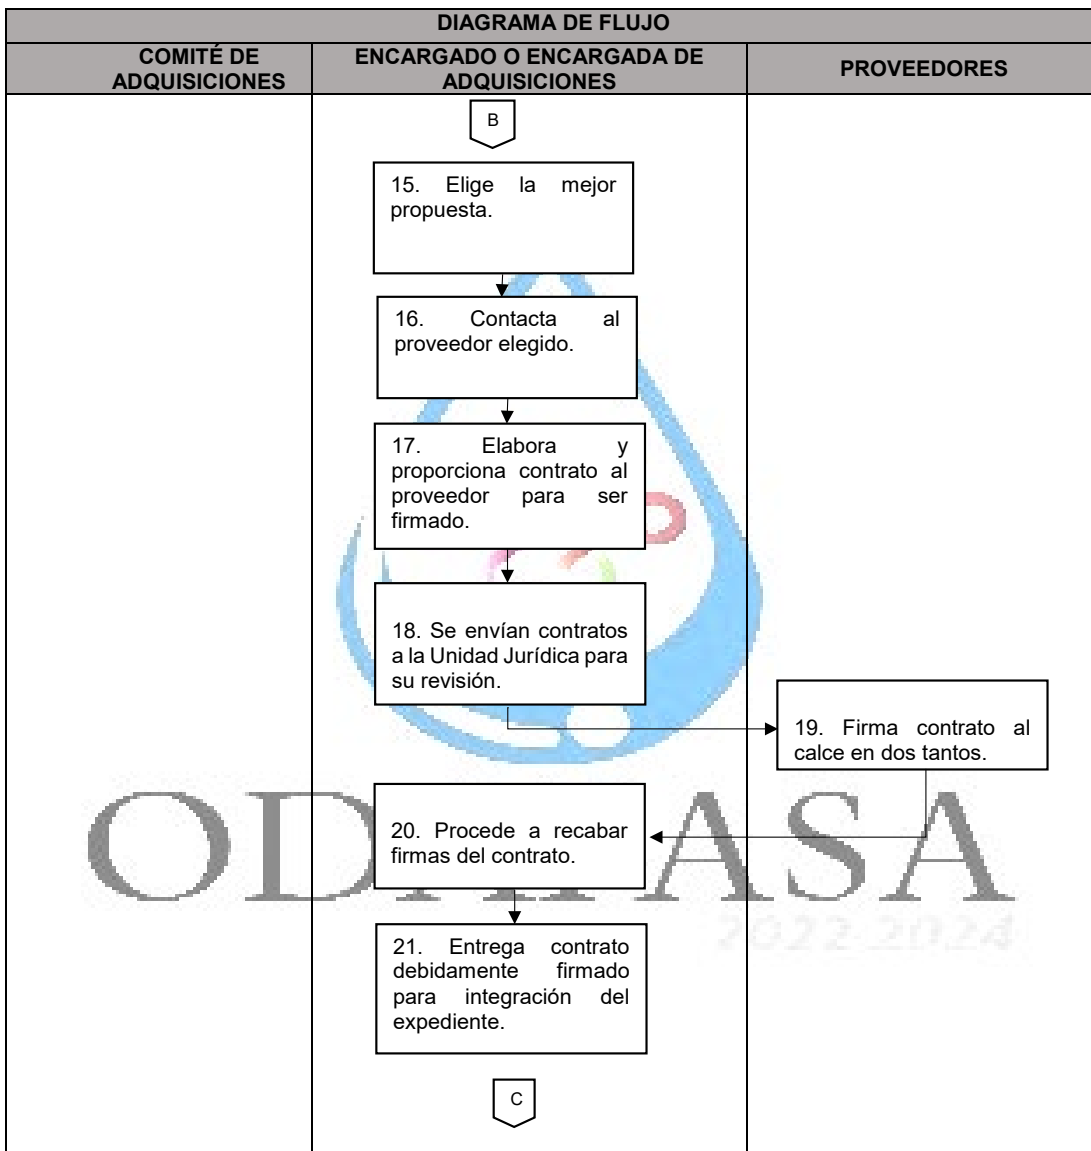 DIAGRAMA DE FLUJO
COMITÉ DE
ADQUISICIONES
ENCARGADO O ENCARGADA DE
ADQUISICIONES
PROVEEDORES
B
15. Elige la mejor
propuesta.
16. Contacta al
proveedor elegido.
17. Elabora y
proporciona contrato al
proveedor para ser
firmado.
18. Se envían contratos
a la Unidad Jurídica para
su revisión.
19. Firma contrato al
calce en dos tantos.
20. Procede a recabar
firmas del contrato.
21. Entrega contrato
debidamente firmado
para integración del
expediente.
C
2022-2024